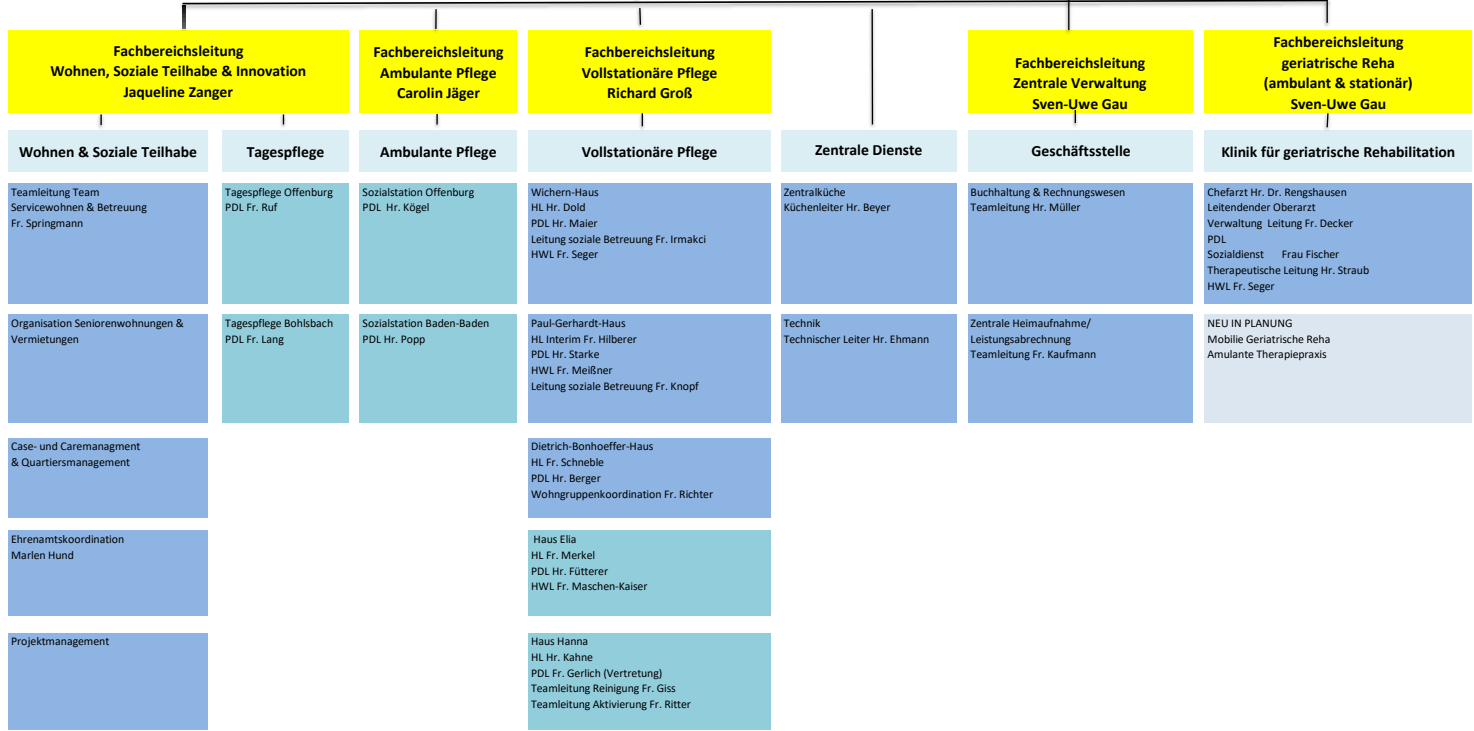 Fachbereichsleitung
Wohnen, Soziale Teilhabe & Innovation
Jaqueline Zanger
Fachbereichsleitung
Ambulante Pflege
Carolin Jäger
Fachbereichsleitung
Vollstationäre Pflege
Richard Groß
Fachbereichsleitung
Zentrale Verwaltung
Sven-Uwe Gau
Fachbereichsleitung
geriatrische Reha
(ambulant & stationär)
Sven-Uwe Gau
Wohnen & Soziale Teilhabe
Tagespflege
Ambulante Pflege
Vollstationäre Pflege
Zentrale Dienste
Geschäftsstelle
Klinik für geriatrische Rehabilitation
Teamleitung Team
Servicewohnen & Betreuung
Fr. Springmann
Tagespflege Offenburg
PDL Fr. Ruf
Sozialstation Offenburg
PDL Hr. Kögel
Wichern-Haus
HL Hr. Dold
PDL Hr. Maier
Leitung soziale Betreuung Fr. Irmakci
HWL Fr. Seger
Zentralküche
Küchenleiter Hr. Beyer
Buchhaltung & Rechnungswesen
Teamleitung Hr. Müller
Chefarzt Hr. Dr. Rengshausen
Leitendender Oberarzt
Verwaltung Leitung Fr. Decker
PDL
Sozialdienst Frau Fischer
Therapeutische Leitung Hr. Straub
HWL Fr. Seger
Organisation Seniorenwohnungen &
Vermietungen
Tagespflege Bohlsbach
PDL Fr. Lang
Sozialstation Baden-Baden
PDL Hr. Popp
Paul-Gerhardt-Haus
HL Interim Fr. Hilberer
PDL Hr. Starke
HWL Fr. Meißner
Leitung soziale Betreuung Fr. Knopf
Technik
Technischer Leiter Hr. Ehmann
Zentrale Heimaufnahme/
Leistungsabrechnung
Teamleitung Fr. Kaufmann
NEU IN PLANUNG
Mobilie Geriatrische Reha
Amulante Therapiepraxis
Case- und Caremanagment
& Quartiersmanagement
Dietrich-Bonhoeffer-Haus
HL Fr. Schneble
PDL Hr. Berger
Wohngruppenkoordination Fr. Richter
Ehrenamtskoordination
Marlen Hund
Haus Elia
HL Fr. Merkel
PDL Hr. Fütterer
HWL Fr. Maschen-Kaiser
Projektmanagement
Haus Hanna
HL Hr. Kahne
PDL Fr. Gerlich (Vertretung)
Teamleitung Reinigung Fr. Giss
Teamleitung Aktivierung Fr. Ritter